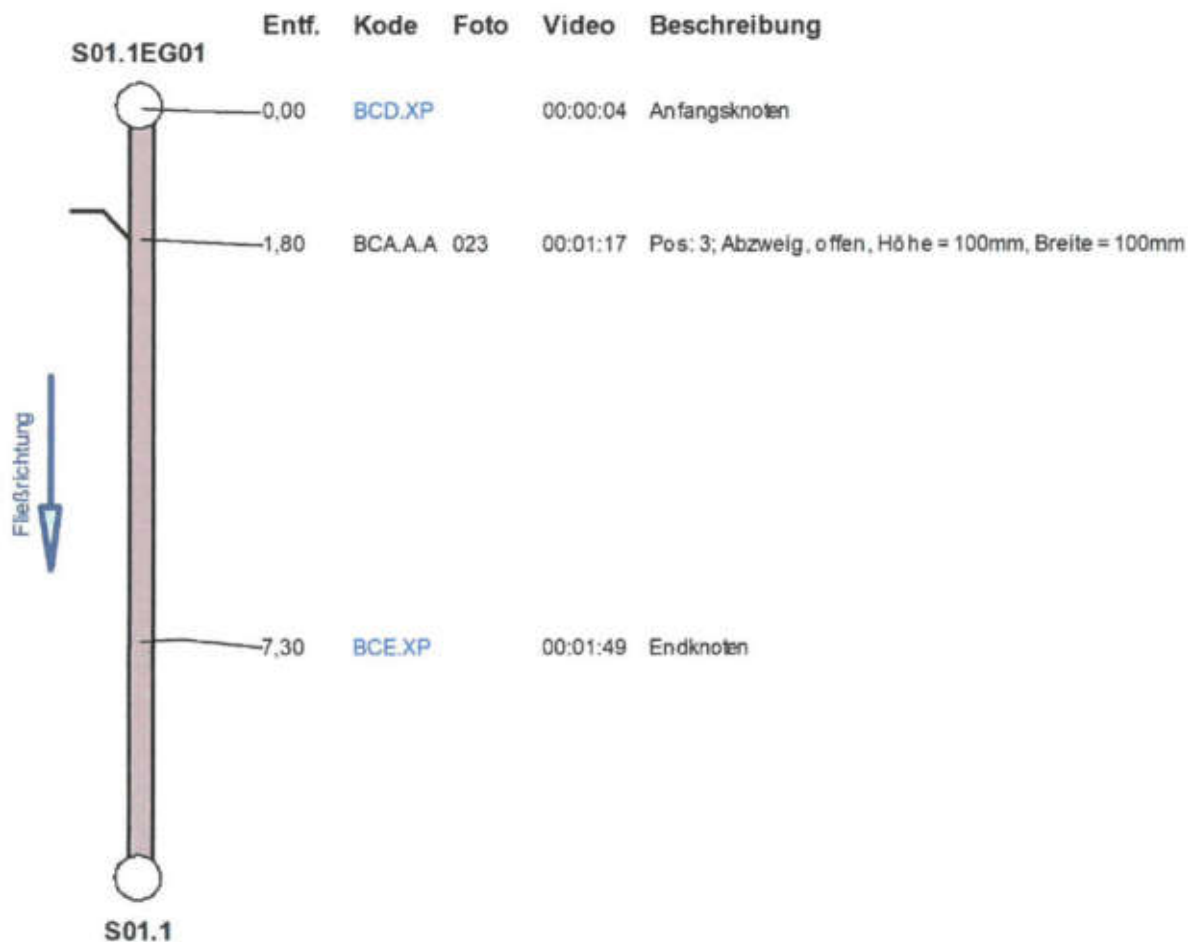 Entf. Kode Foto Video Beschreibung
S01.1EG01
0,00 BCD.XP 00:00:04 Anfangsknoten
1,80 BCA.A.A 023 00:01:17 Pos: 3; Abzweig, offen, Höhe = 100mm, Breite = 100mm
Fließrichtung
7,30 BCE.XP 00:01:49 Endknoten
S01.1